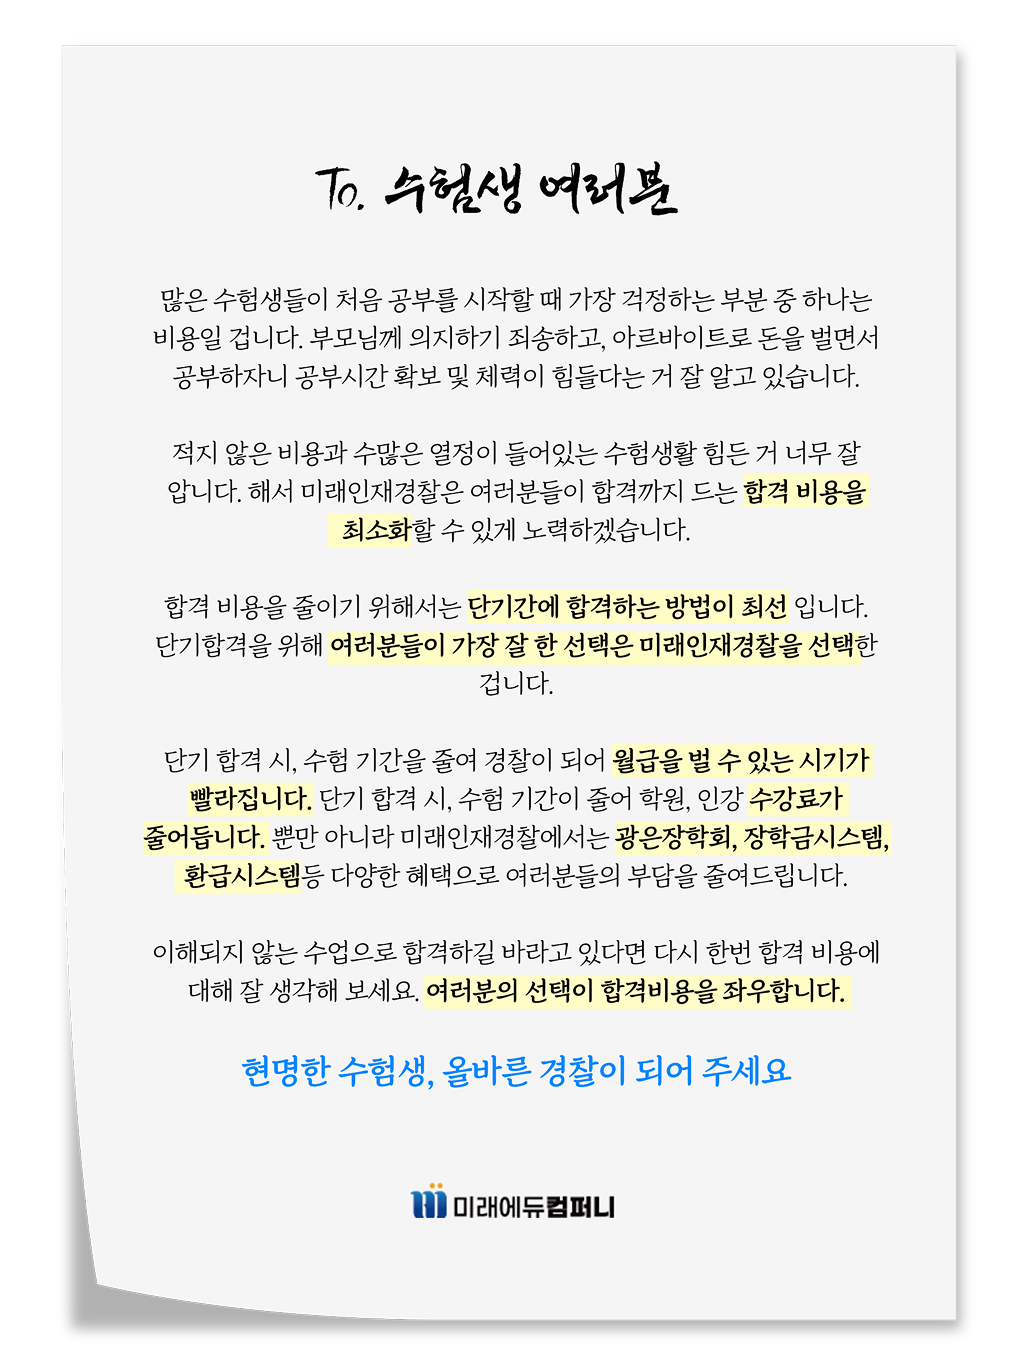 To. 수험생 여러분
많은 수험생들이 처음 공부를 시작할 때 가장 걱정하는 부분 중 하나는
비용일 겁니다. 부모님께 의지하기 죄송하고, 아르바이트로 돈을 벌면서
공부하자니 공부시간 확보 및 체력이 힘들다는 거 잘 알고 있습니다.
적지 않은 비용과 수많은 열정이 들어있는 수험생활 힘든 거 너무 잘
압니다. 해서 미래인재경찰은 여러분들이 합격까지 드는 합격 비용을
최소화할 수 있게 노력하겠습니다.
합격 비용을 줄이기 위해서는 단기간에 합격하는 방법이 최선 입니다.
단기합격을 위해 여러분들이 가장 잘 한 선택은 미래인재경찰을 선택한
겁니다.
단기 합격 시, 수험 기간을 줄여 경찰이 되어 월급을 벌 수 있는 시기가
빨라집니다. 단기 합격 시, 수험 기간이 줄어 학원, 인강 수강료가
줄어듭니다. 뿐만 아니라 미래인재경찰에서는 광은장학회, 장학금시스템,
환급시스템등 다양한 혜택으로 여러분들의 부담을 줄여드립니다.
이해되지 않는 수업으로 합격하길 바라고 있다면 다시 한번 합격 비용에
대해 잘 생각해 보세요. 여러분의 선택이 합격비용을 좌우합니다.
현명한 수험생, 올바른 경찰이 되어 주세요
미래에듀컴퍼니